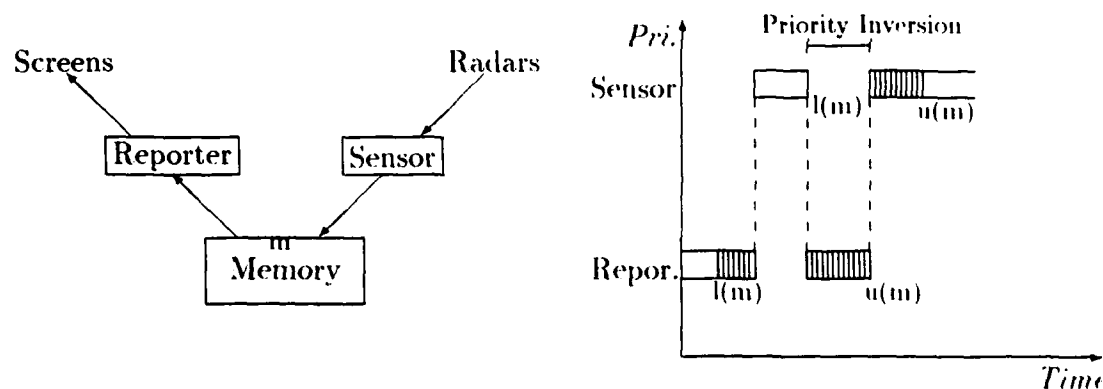 Screens
Radars
Reporter
Sensor
m
Memory
Pri.
Priority Inversion
Sensor
l(m)
u(m)
Repor.
l(m)
u(m)
Time